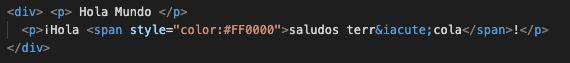 <div> <p> Hola Mundo </p>
<p>¡Hola <span style="color:#FF0000">saludos terr&iacute;cola</span>!</p>
</div>